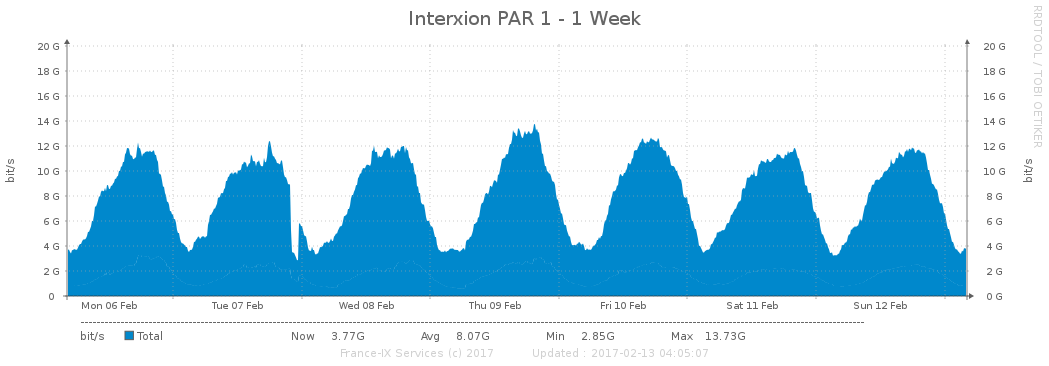 Interxion PAR 1 - 1 Week
RRDTOOL / TOBI OETIKER
20 G 20 G
18 G 18 G
16 G 16 G
14 G 14 G
12 G 12 G
10 G 10 G
8 G 8 G
6 G 6 G
4 G 4 G
2 G 2 G
0 0 G
bit/s
bit/s
Mon 06 Feb Tue 07 Feb Wed 08 Feb Thu 09 Feb Fri 10 Feb Sat 11 Feb Sun 12 Feb
bit/s Total Now 3.77G Avg 8.07G Min 2.85G Max 13.73G
France-IX Services (c) 2017 Updated : 2017-02-13 04:05:07